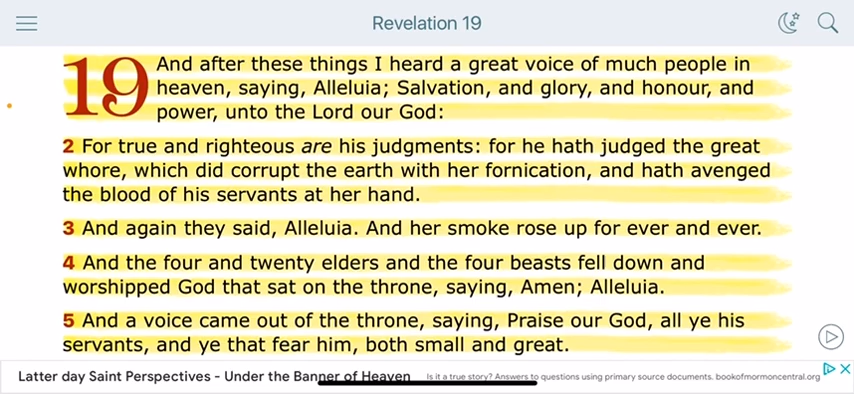 Revelation 19
19 And after these things I heard a great voice of much people in
heaven, saying, Alleluia; Salvation, and glory, and honour, and
power, unto the Lord our God:
2 For true and righteous are his judgments: for he hath judged the great
whore, which did corrupt the earth with her fornication, and hath avenged
the blood of his servants at her hand.
3 And again they said, Alleluia. And her smoke rose up for ever and ever.
4 And the four and twenty elders and the four beasts fell down and
worshipped God that sat on the throne, saying, Amen; Alleluia.
5 And a voice came out of the throne, saying, Praise our God, all ye his
servants, and ye that fear him, both small and great.
Latter day Saint Perspectives - Under the Banner of Heaven
Is it a true story? Answers to questions using primary source documents. bookofmormoncentral.org